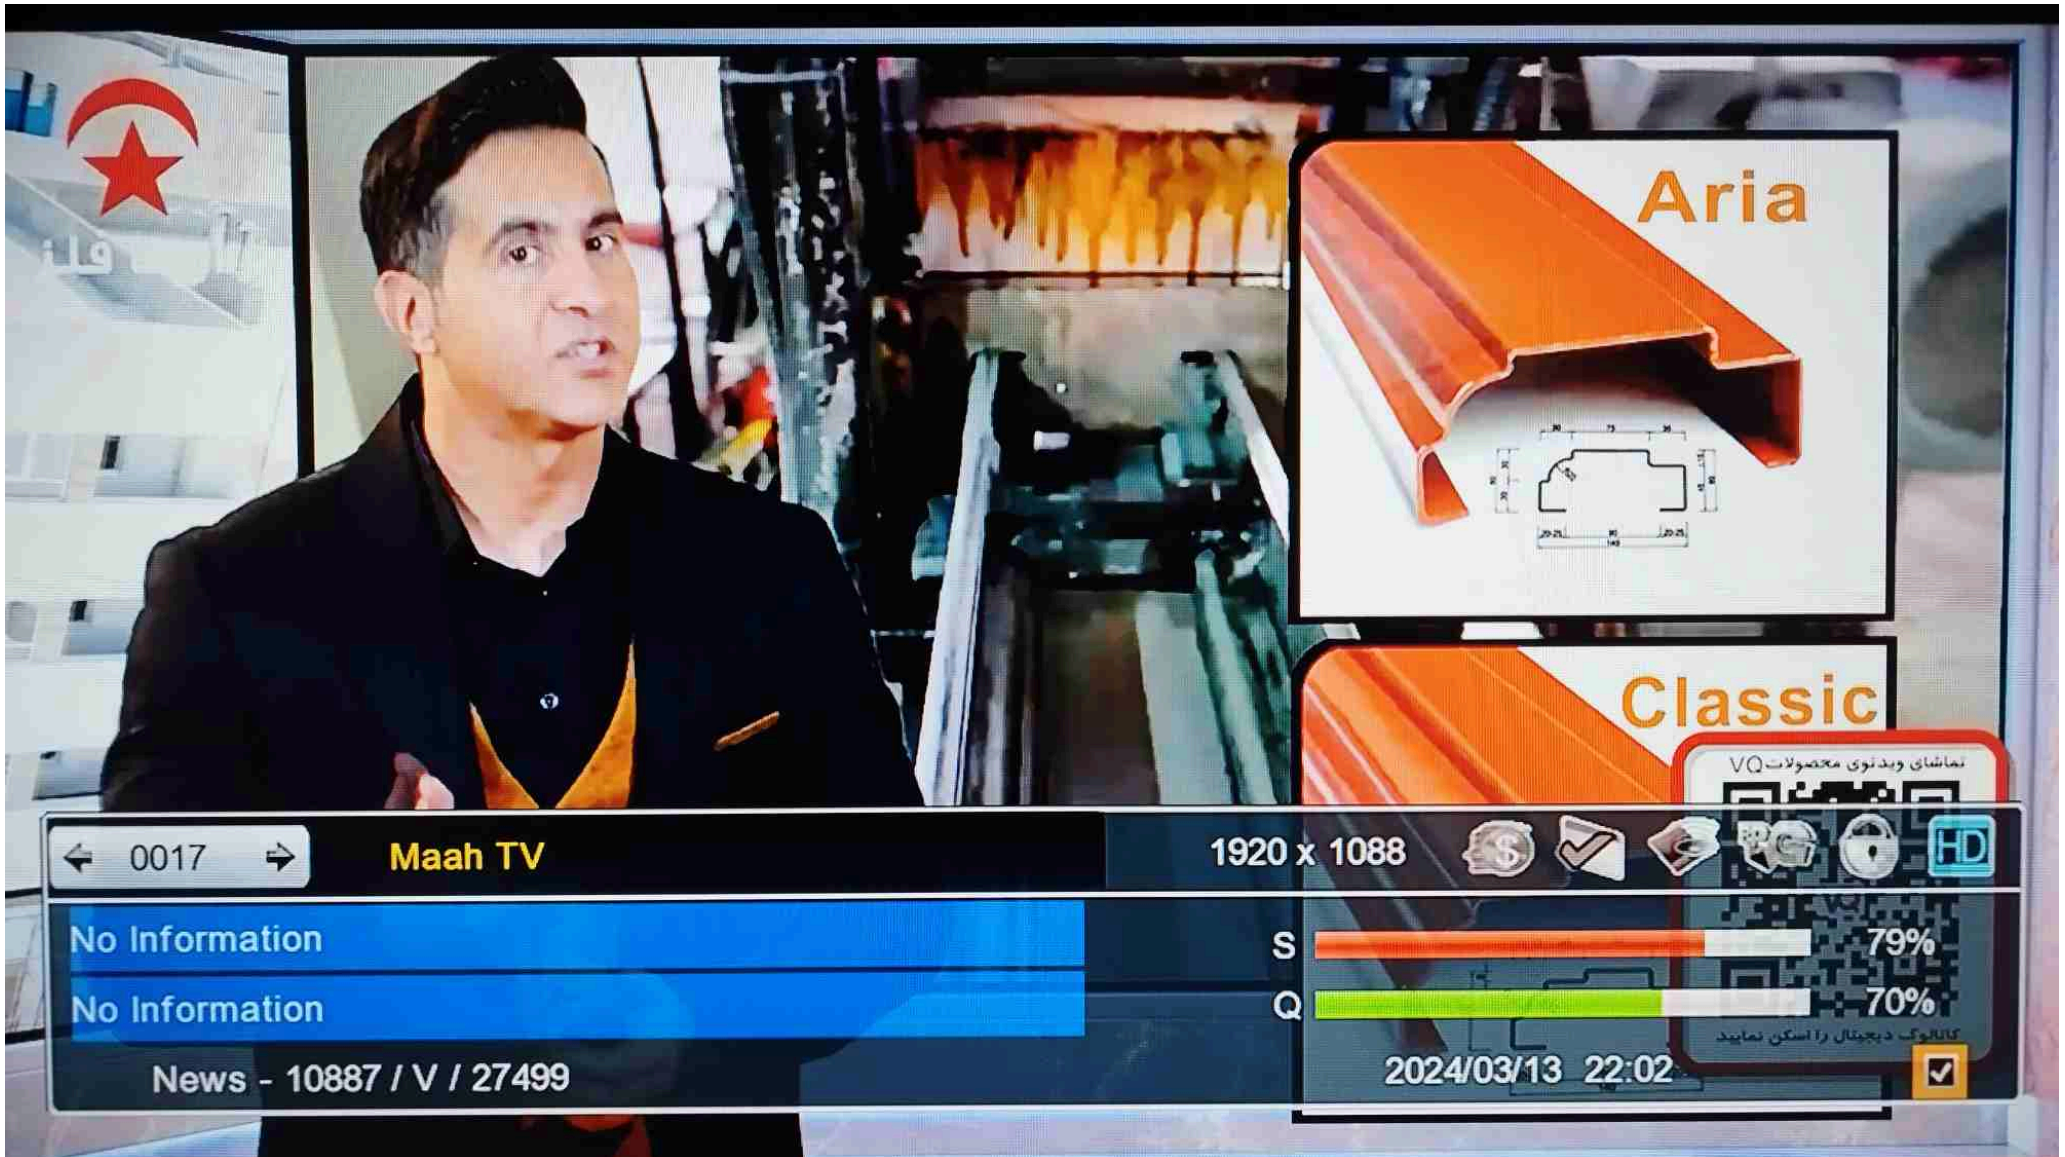 Aria
Classic
تماشای ویدئوی محصولات VQ
0017
Maah TV
1920 x 1088
HD
No Information
S
79%
No Information
Q
70%
کاتالوگ دیجیتال را اسکن نمایید
News - 10887 / V / 27499
2024/03/13 22:02